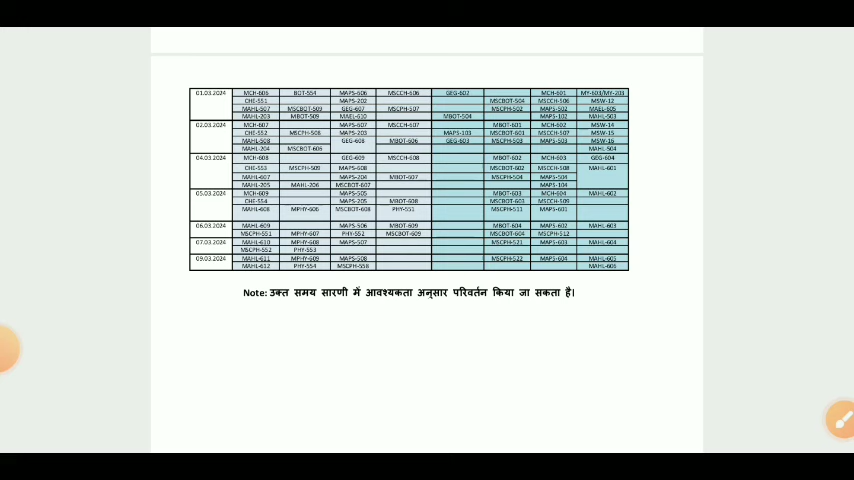 01.03.2024 MCH-606 BOT-554 MAPS-606 MSCCH-606 GEG-602 MCH-601 MY-603/MY-203
CHE-551 MAPS-202 MSCBOT-504 MSCCH-506 MSW-12
MAHL-507 MSCBOT-509 GEG-607 MSCPH-507 MSCPH-502 MAPS-502 MAEL-605
MAHL-203 MBOT-509 MAEL-610 MBOT-504 MAPS-102 MAHL-503
02.03.2024 MCH-607 MAPS-607 MSCCH-607 MBOT-601 MCH-602 MSW-14
CHE-552 MSCPH-508 MAPS-203 MAPS-103 MSCBOT-601 MSCCH-507 MSW-15
MAHL-508 GEG-608 MBOT-606 GEG-603 MSCPH-503 MAPS-503 MSW-16
MAHL-204 MSCBOT-606 MAHL-504
04.03.2024 MCH-608 GEG-609 MSCCH-608 MBOT-602 MCH-603 GEG-604
CHE-553 MSCPH-509 MAPS-608 MSCBOT-602 MSCCH-508 MAHL-601
MAHL-607 MAPS-204 MBOT-607 MSCPH-504 MAPS-504
MAHL-205 MAHL-206 MSCBOT-607 MAPS-104
05.03.2024 MCH-609 MAPS-505 MBOT-603 MCH-604 MAHL-602
CHE-554 MAPS-205 MBOT-608 MSCBOT-603 MSCCH-509
MAHL-608 MPHY-606 MSCBOT-608 PHY-551 MSCPH-511 MAPS-601
06.03.2024 MAHL-609 MAPS-506 MBOT-609 MBOT-604 MAPS-602 MAHL-603
MSCPH-551 MPHY-607 PHY-552 MSCBOT-609 MSCBOT-604 MSCPH-512
07.03.2024 MAHL-610 MPHY-608 MAPS-507 MSCPH-521 MAPS-603 MAHL-604
MSCPH-552 PHY-553
09.03.2024 MAHL-611 MPHY-609 MAPS-508 MSCPH-522 MAPS-604 MAHL-605
MAHL-612 PHY-554 MSCPH-558 MAHL-606
Note: उक्त समय सारणी में आवश्यकता अनुसार परिवर्तन किया जा सकता है।